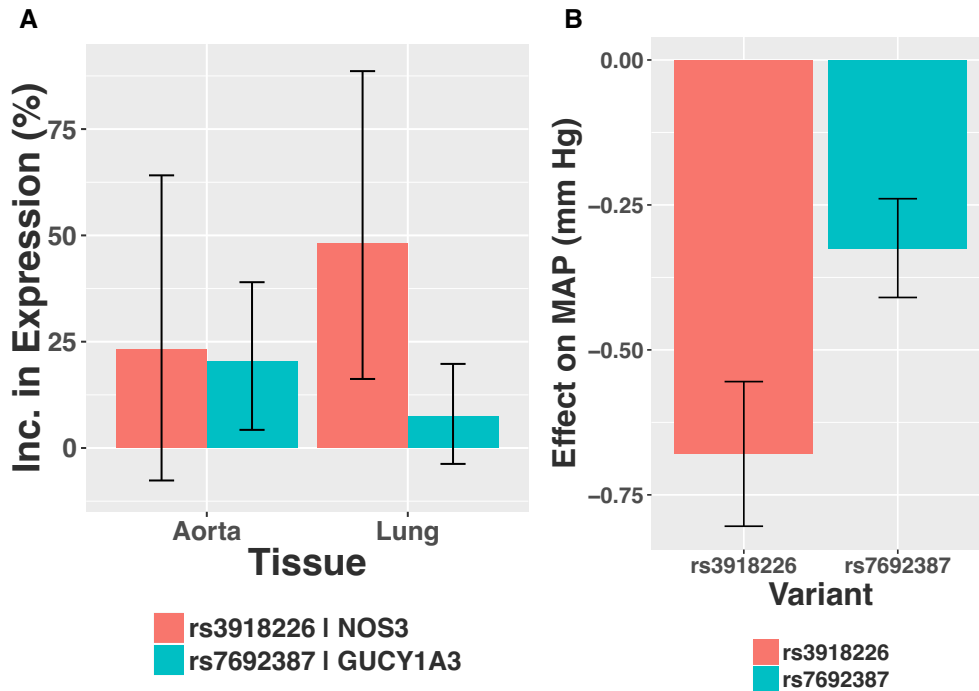 A
Inc. in Expression (%)
75
50
25
0
Aorta
Lung
Tissue
rs3918226 | NOS3
rs7692387 | GUCY1A3
B
Effect on MAP (mm Hg)
0.00
−0.25
−0.50
−0.75
rs3918226
rs7692387
Variant
rs3918226
rs7692387